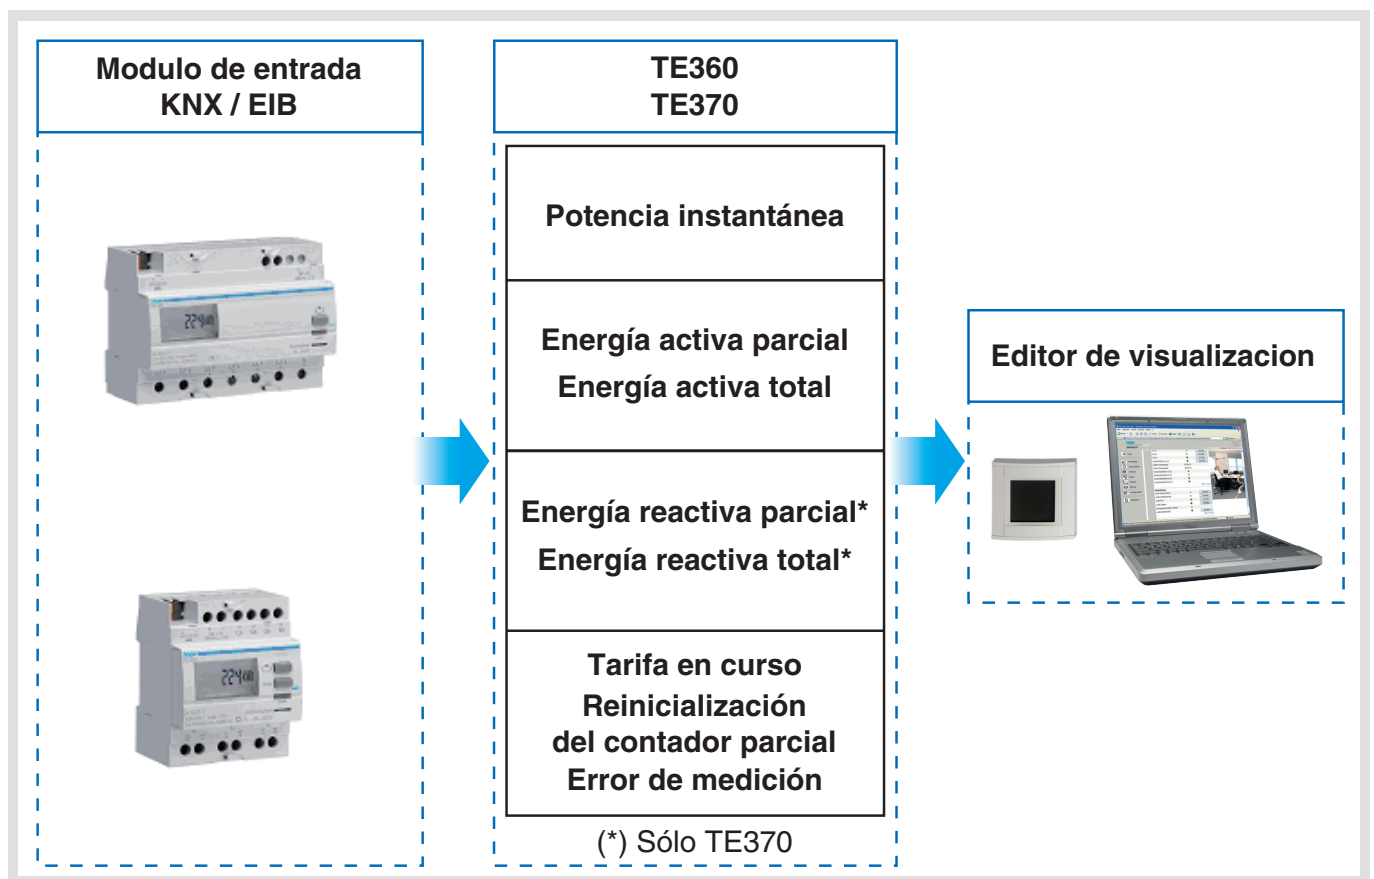 Modulo de entrada
KNX / EIB
TE360
TE370
Potencia instantánea
Energía activa parcial
Energía activa total
Energía reactiva parcial*
Energía reactiva total*
Tarifa en curso
Reinicialización
del contador parcial
Error de medición
(*) Sólo TE370
Editor de visualizacion